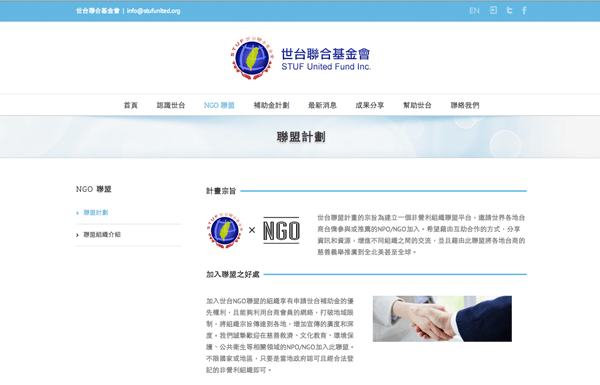 世台聯合基金會 | info@stufunited.org
EN
STUF
世台聯合基金會
STUF United Fund Inc.
首頁 認識世台 NGO 聯盟 補助金計劃 最新消息 成果分享 幫助世台 聯絡我們
聯盟計劃
NGO 聯盟
聯盟計劃
聯盟組織介紹
計畫宗旨
STUF × NGO
世台聯盟計畫的宗旨為建立一個非營利組織聯盟平台，邀請世界各地台
商台僑參與或推薦的NPO/NGO加入。希望藉由互助合作的方式，分享
資訊和資源，增進不同組織之間的交流，並且藉由此聯盟將各地台商的
慈善義舉推廣到全北美甚至全球。
加入聯盟之好處
加入世台NGO聯盟的組織享有申請世台補助金的優
先權利，且能夠利用台商會員的網絡，打破地域限
制，將組織宗旨傳達到各地，增加宣傳的廣度和深
度。我們誠摯歡迎在慈善救濟、文化教育、環境保
護、公共衛生等相關領域的NPO/NGO加入此聯盟。
不限國家或地區，只要是當地政府認可且經合法登
記的非營利組織即可。